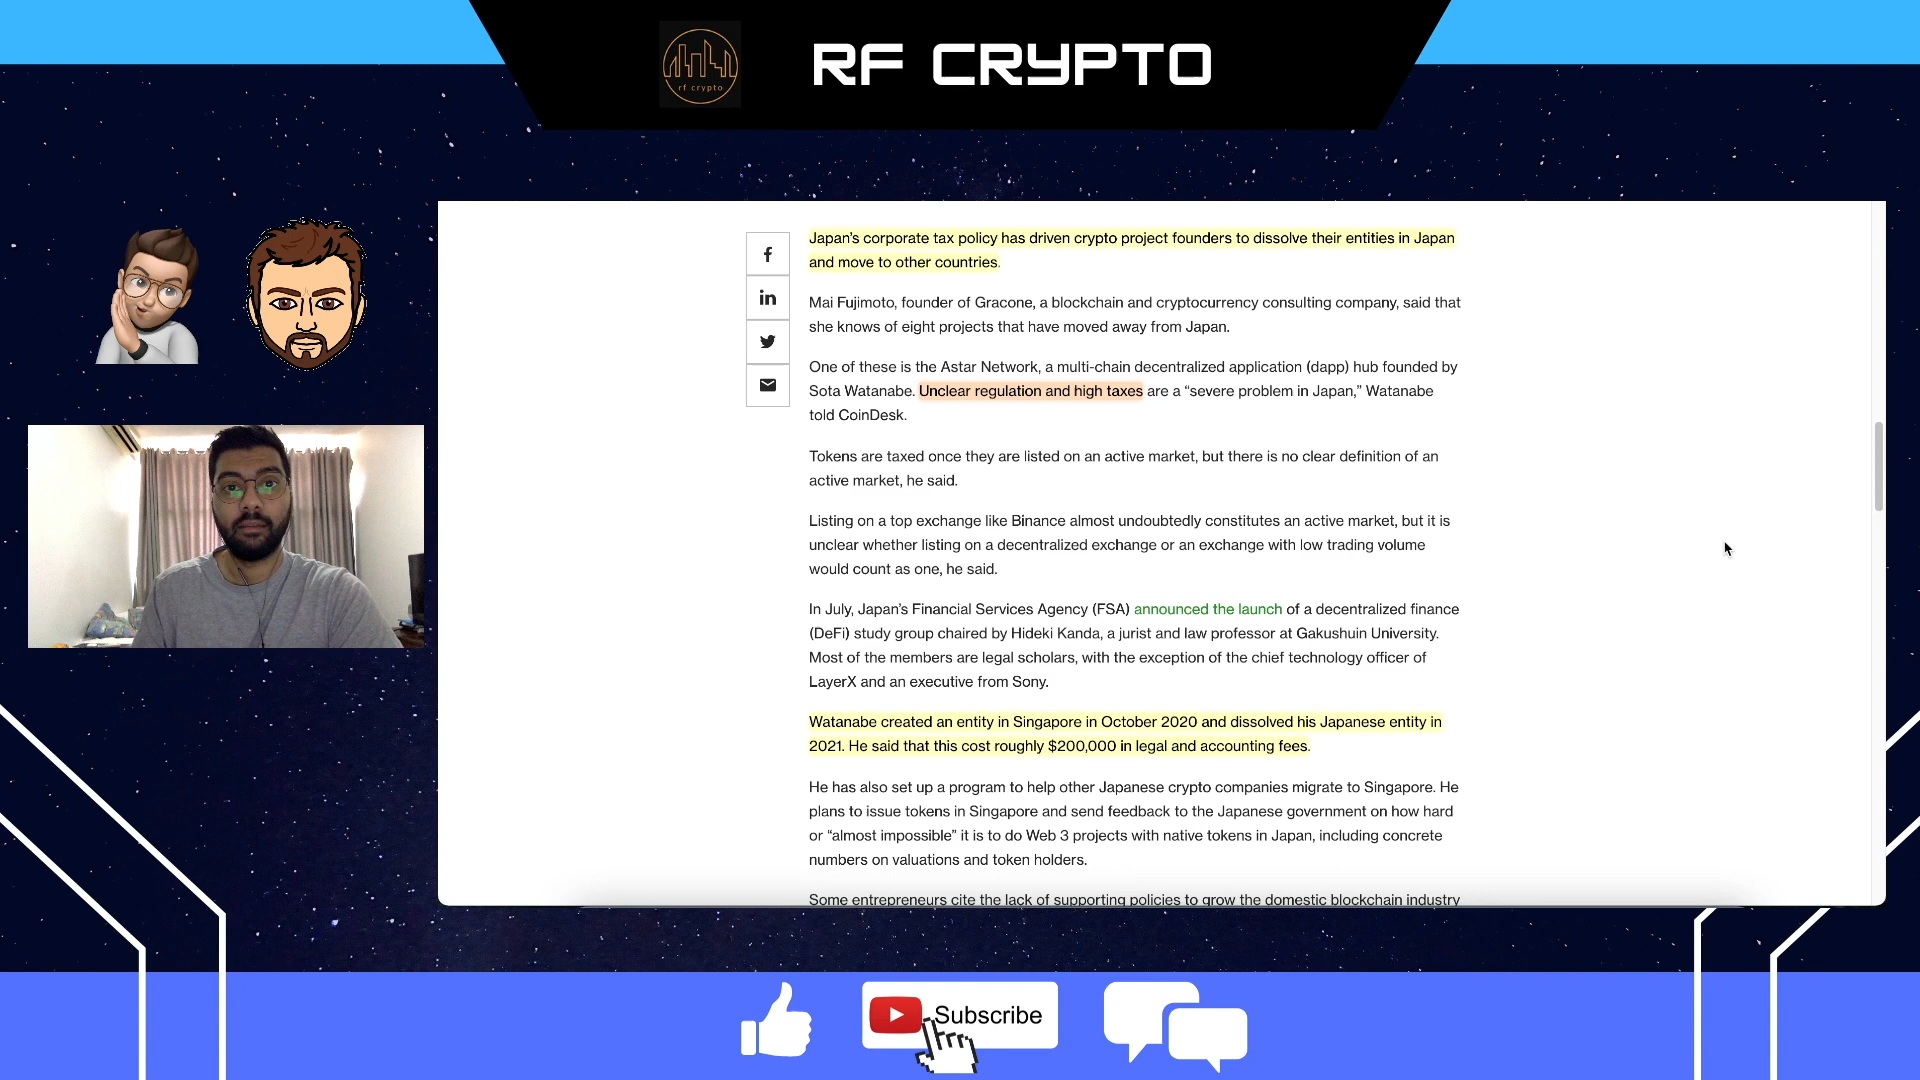 RF CRYPTO
rf crypto
Japan’s corporate tax policy has driven crypto project founders to dissolve their entities in Japan
and move to other countries.
Mai Fujimoto, founder of Gracone, a blockchain and cryptocurrency consulting company, said that
she knows of eight projects that have moved away from Japan.
One of these is the Astar Network, a multi-chain decentralized application (dapp) hub founded by
Sota Watanabe. Unclear regulation and high taxes are a “severe problem in Japan,” Watanabe
told CoinDesk.
Tokens are taxed once they are listed on an active market, but there is no clear definition of an
active market, he said.
Listing on a top exchange like Binance almost undoubtedly constitutes an active market, but it is
unclear whether listing on a decentralized exchange or an exchange with low trading volume
would count as one, he said.
In July, Japan’s Financial Services Agency (FSA) announced the launch of a decentralized finance
(DeFi) study group chaired by Hideki Kanda, a jurist and law professor at Gakushuin University.
Most of the members are legal scholars, with the exception of the chief technology officer of
LayerX and an executive from Sony.
Watanabe created an entity in Singapore in October 2020 and dissolved his Japanese entity in
2021. He said that this cost roughly $200,000 in legal and accounting fees.
He has also set up a program to help other Japanese crypto companies migrate to Singapore. He
plans to issue tokens in Singapore and send feedback to the Japanese government on how hard
or “almost impossible” it is to do Web 3 projects with native tokens in Japan, including concrete
numbers on valuations and token holders.
Some entrepreneurs cite the lack of supporting policies to grow the domestic blockchain industry
Subscribe